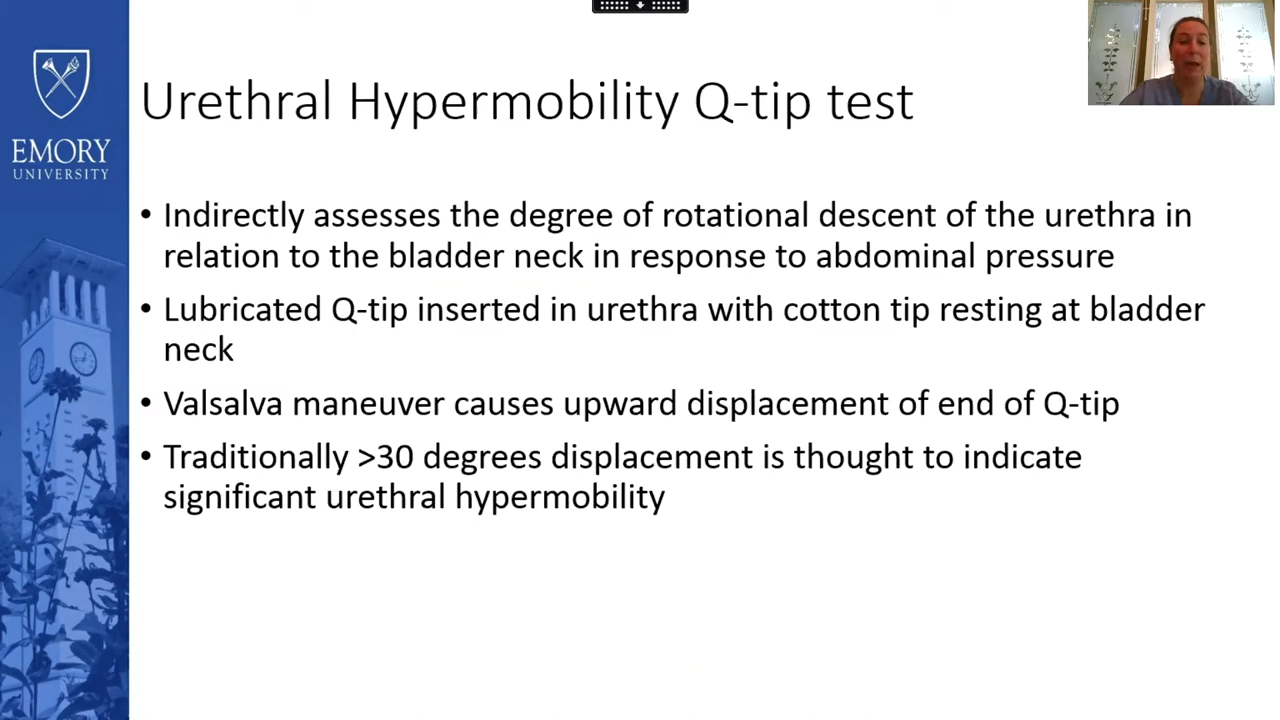 Urethral Hypermobility Q-tip test
EMORY
UNIVERSITY
• Indirectly assesses the degree of rotational descent of the urethra in
relation to the bladder neck in response to abdominal pressure
• Lubricated Q-tip inserted in urethra with cotton tip resting at bladder
neck
• Valsalva maneuver causes upward displacement of end of Q-tip
• Traditionally >30 degrees displacement is thought to indicate
significant urethral hypermobility